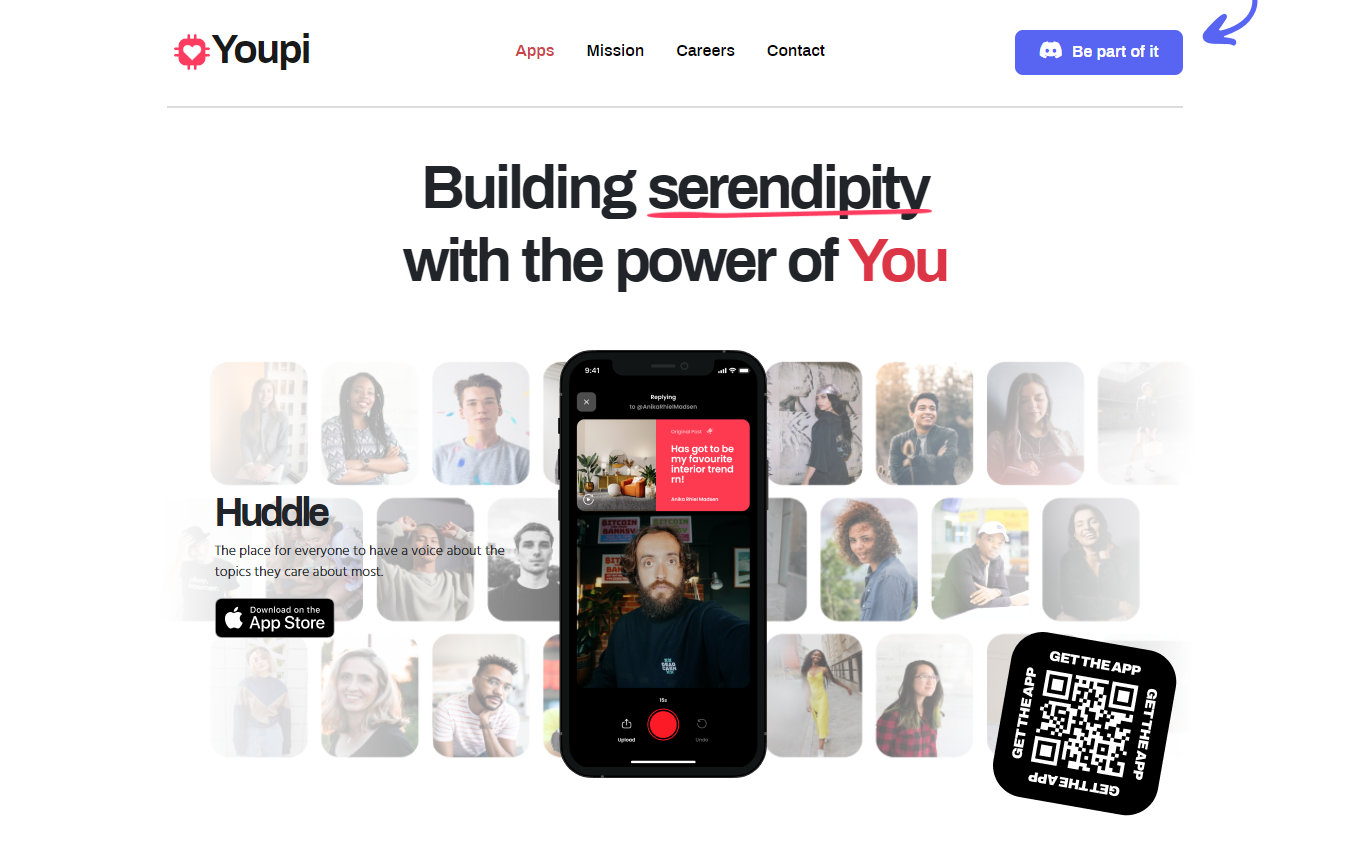 Youpi
Apps
Mission
Careers
Contact
Be part of it
Building serendipity
with the power of You
9:41
Replying
to @AnikaRhielMadsen
Original Post
Has got to be
my favourite
interior trend
rn!
Anika Rhiel Madsen
Huddle
The place for everyone to have a voice about the
topics they care about most.
Download on the
App Store
BITCOIN
BANKSY
15s
Upload
Undo
GET THE APP
GET THE APP
GET THE APP
GET THE APP